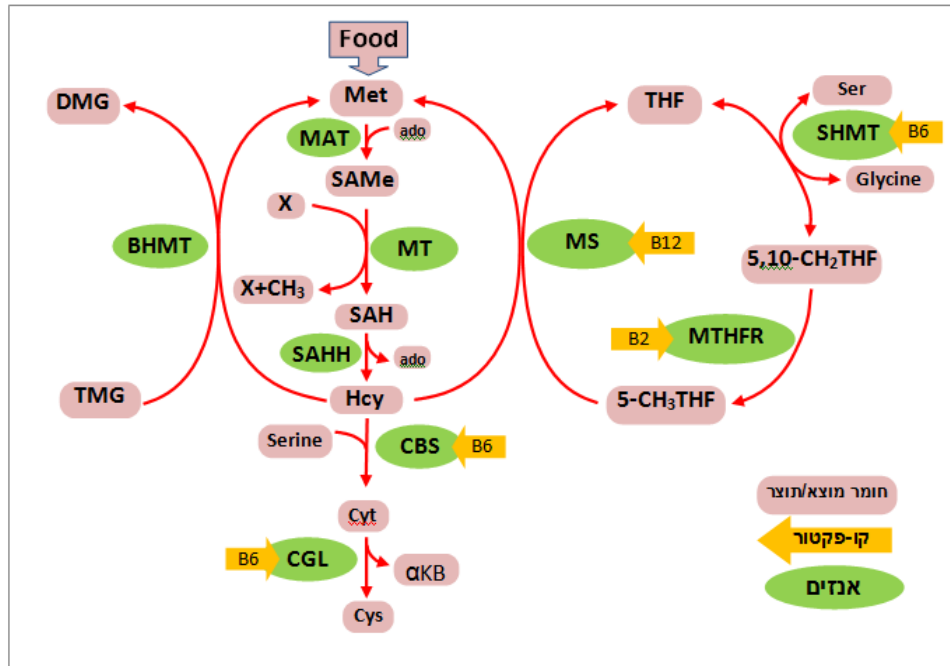 Food
Met
ado
MAT
SAMe
X
MT
X+CH₃
SAH
SAHH
ado
Hcy
Serine
CBS
B6
Cyt
B6
CGL
αKB
Cys
DMG
BHMT
TMG
THF
Ser
SHMT
B6
Glycine
MS
B12
5,10-CH₂THF
B2
MTHFR
5-CH₃THF
חומר מוצא/תוצר
קו-פקטור
אנזים